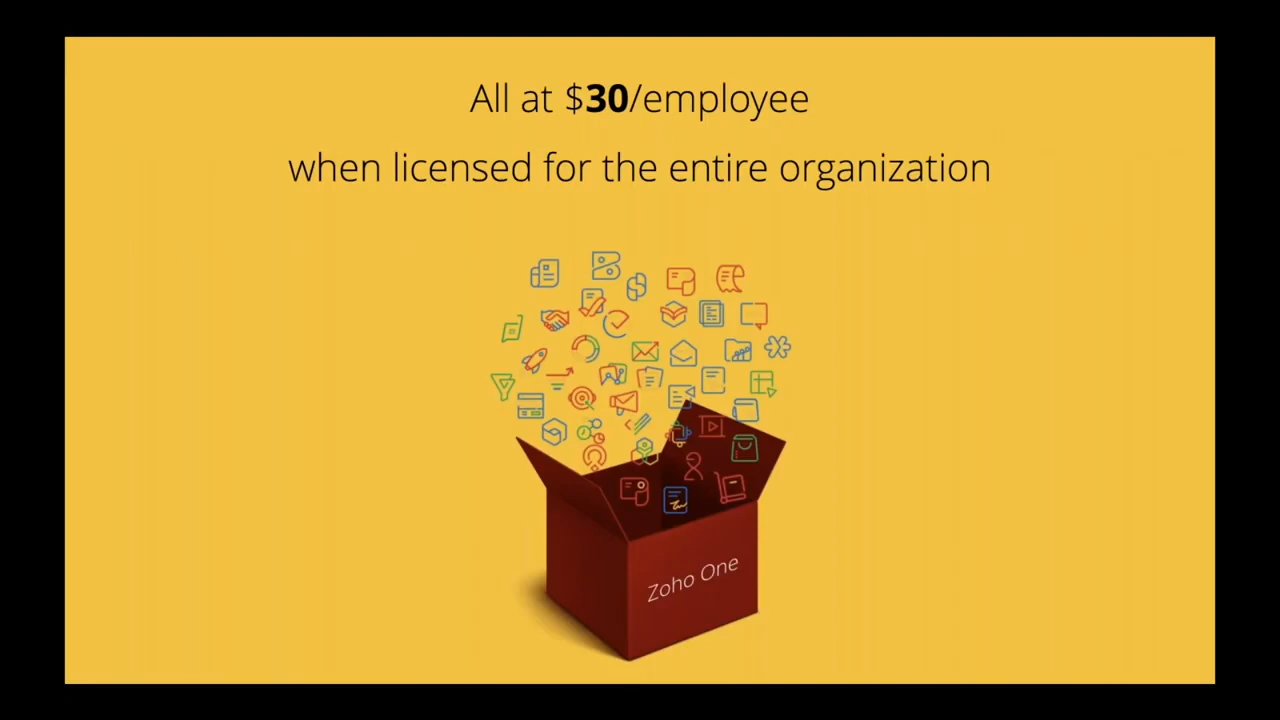 All at $30/employee
when licensed for the entire organization
Zoho One